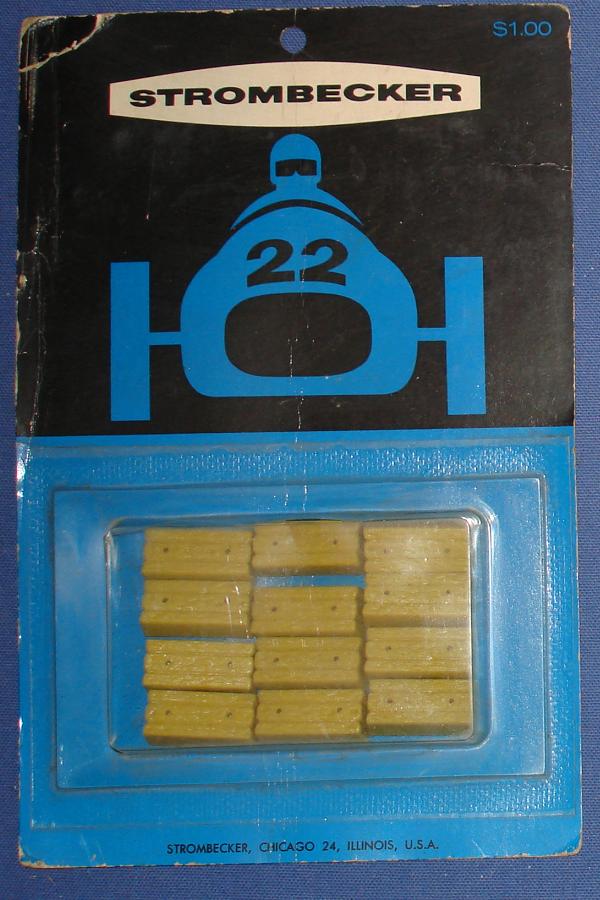 $1.00
STROMBECKER
22
STROMBECKER, CHICAGO 24, ILLINOIS, U.S.A.